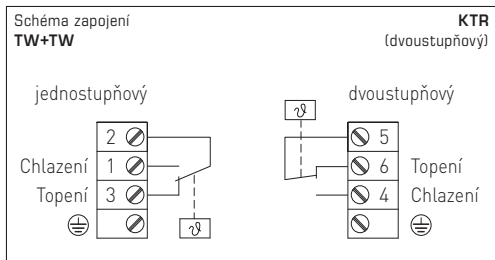 Schéma zapojení
TW+TW
KTR
(dvoustupňový)
jednostupňový
2
Chlazení 1
Topení 3
ϑ
dvoustupňový
ϑ
5
6 Topení
4 Chlazení